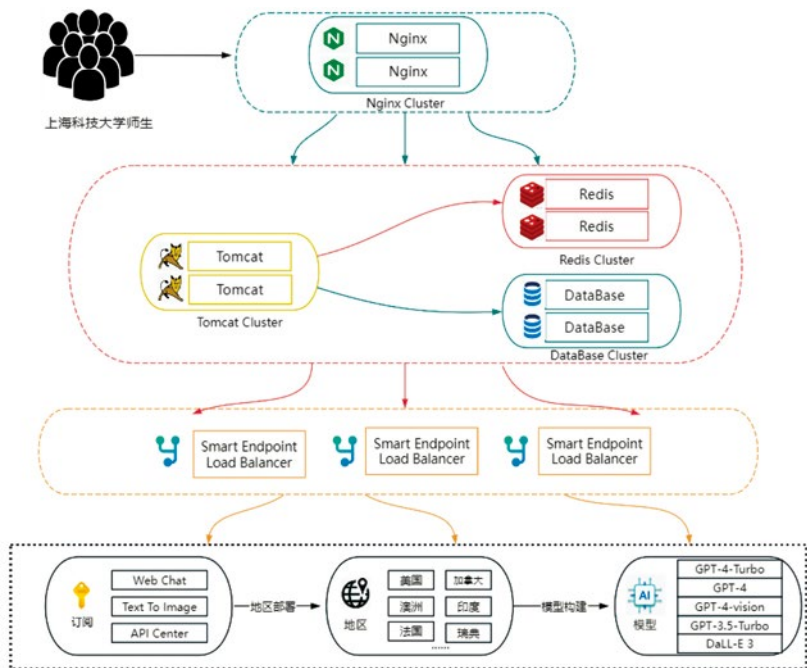 Nginx
Nginx
Nginx Cluster
上海科技大学师生
Redis
Redis
Redis Cluster
Tomcat
Tomcat
Tomcat Cluster
DataBase
DataBase
DataBase Cluster
Smart Endpoint
Load Balancer
Smart Endpoint
Load Balancer
Smart Endpoint
Load Balancer
订阅
Web Chat
Text To Image
API Center
地区部署
地区
美国
加拿大
澳洲
印度
法国
瑞典
......
模型构建
AI
模型
GPT-4-Turbo
GPT-4
GPT-4-vision
GPT-3.5-Turbo
DaLL-E 3